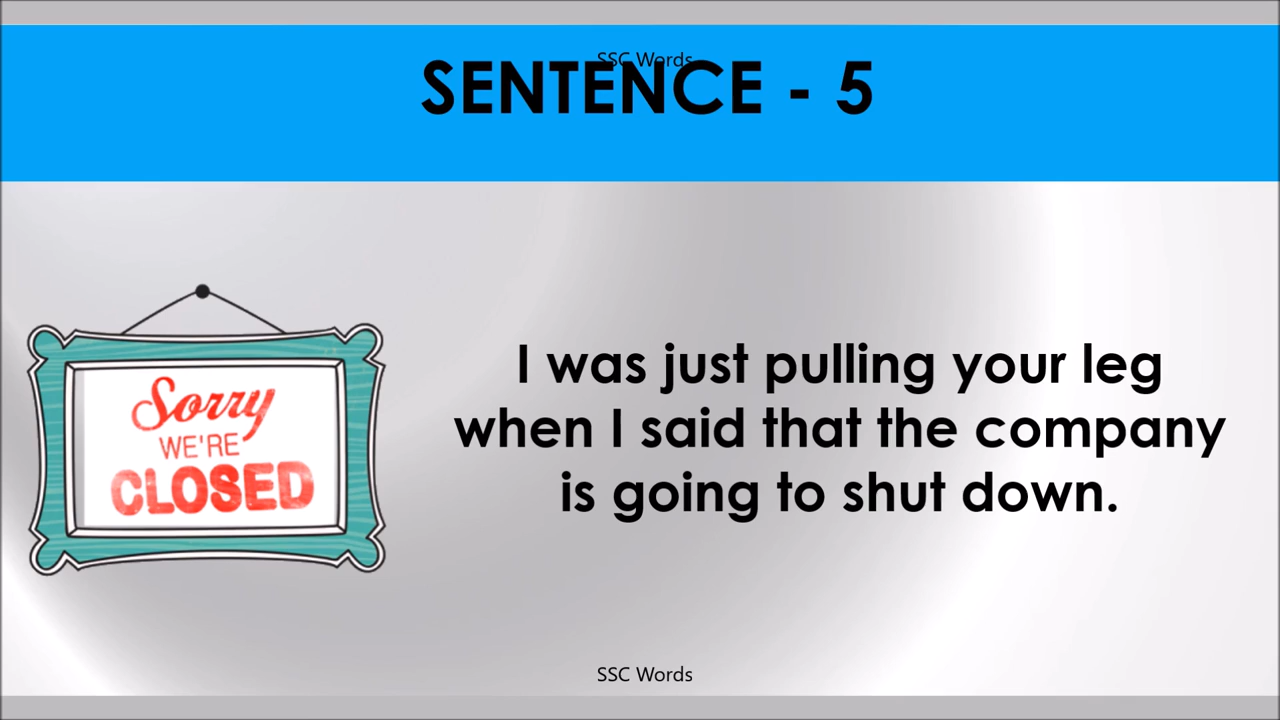 SSC Words
SENTENCE - 5
Sorry
WE'RE
CLOSED
I was just pulling your leg
when I said that the company
is going to shut down.
SSC Words